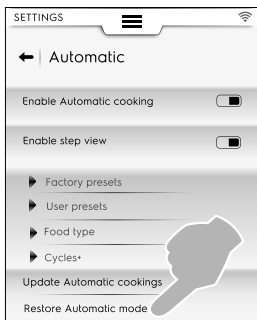 SETTINGS
Automatic
Enable Automatic cooking
Enable step view
Factory presets
User presets
Food type
Cycles+
Update Automatic cookings
Restore Automatic mode